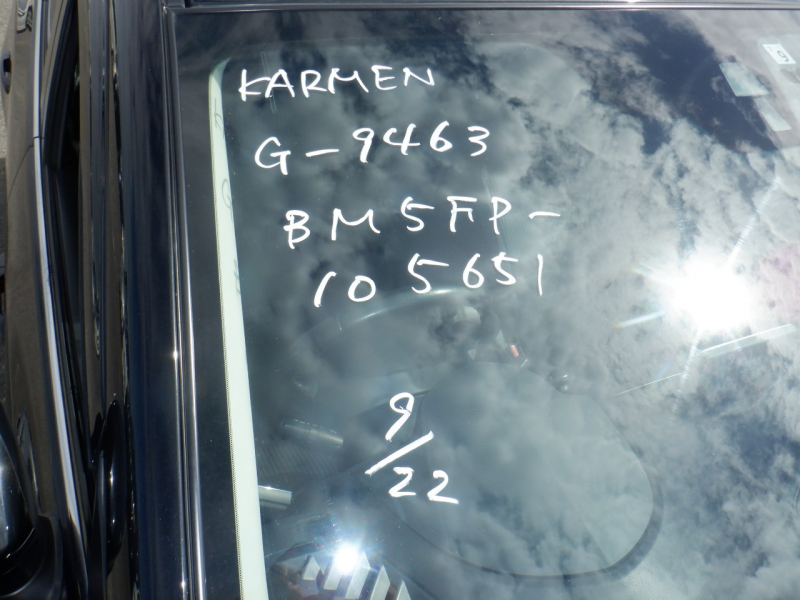 KARMEN
G-9463
BM5FP-
105651
9/22